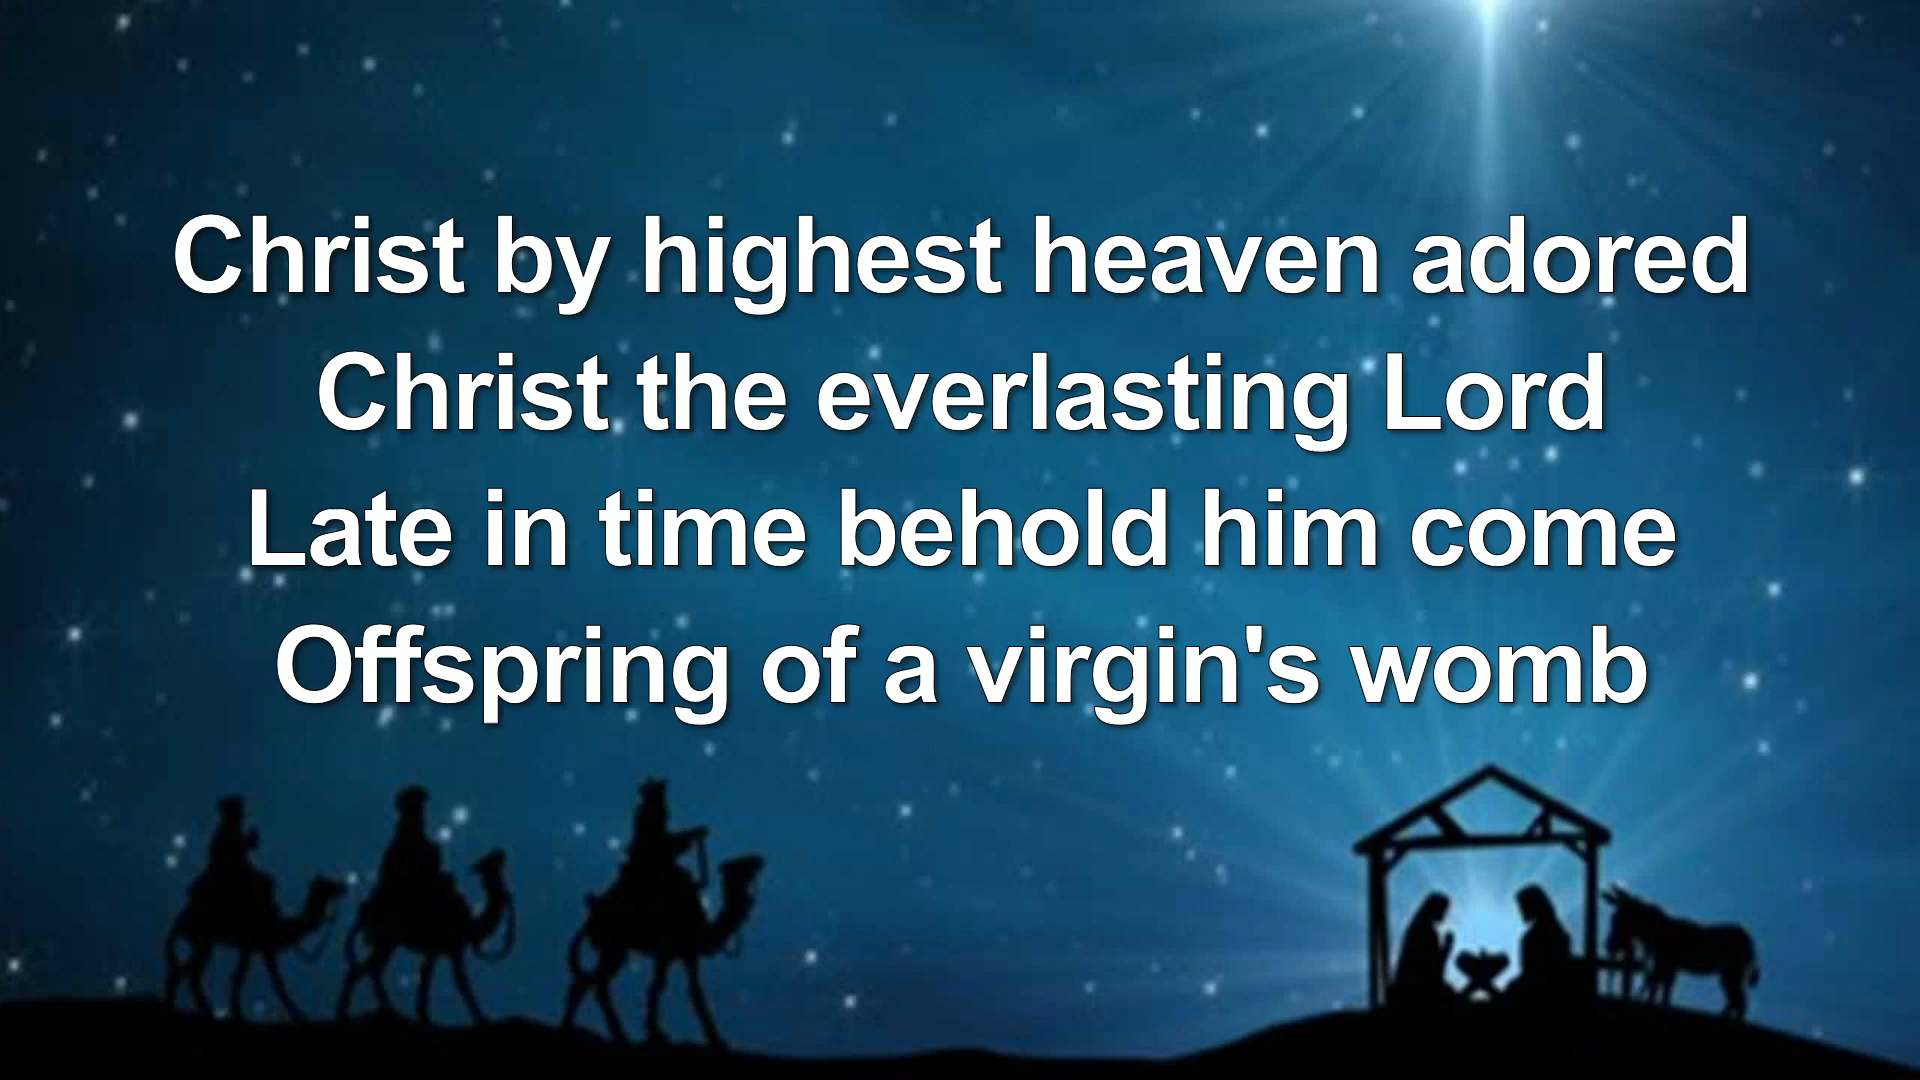 Christ by highest heaven adored
Christ the everlasting Lord
Late in time behold him come
Offspring of a virgin's womb